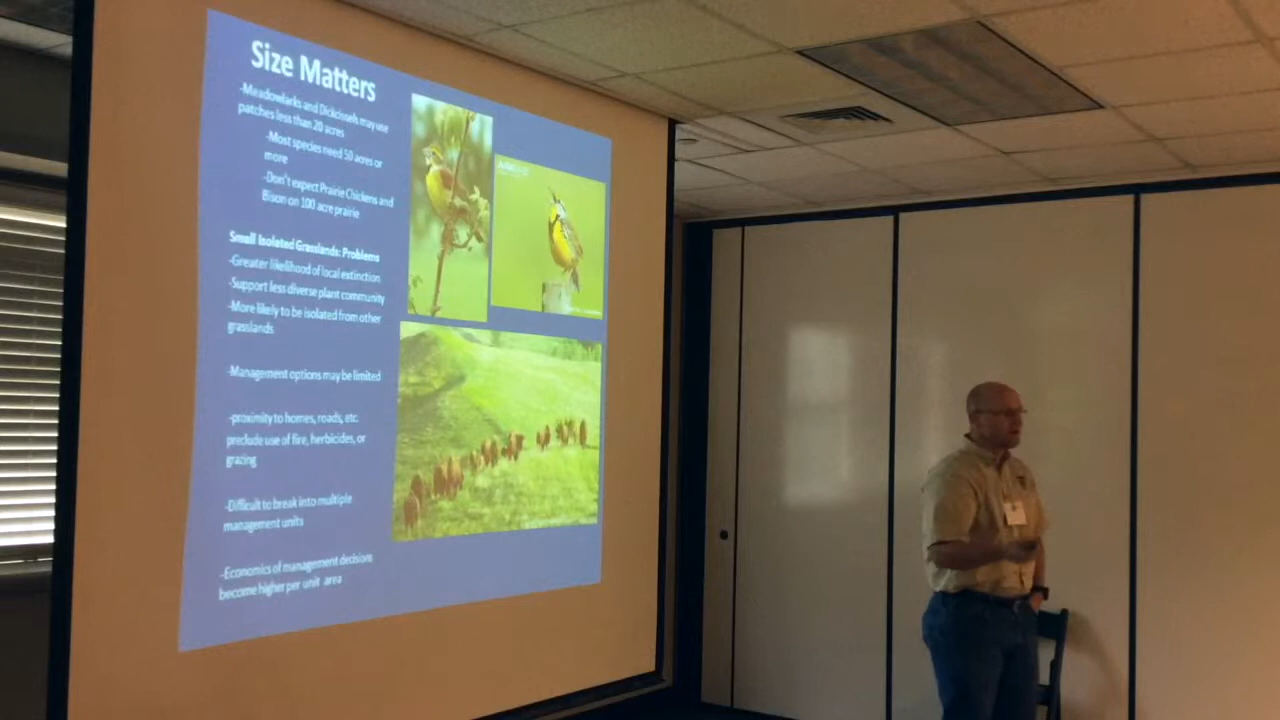 Size Matters
-Meadowlarks and Dickcissels may use
patches less than 20 acres
-Most species need 50 acres or
more
-Don't expect Prairie Chickens and
Bison on 100 acre prairie
Small Isolated Grasslands: Problems
-Greater likelihood of local extinction
-Support less diverse plant community
-More likely to be isolated from other
grasslands
-Management options may be limited
-proximity to homes, roads, etc.
preclude use of fire, herbicides, or
grazing
-Difficult to break into multiple
management units
-Economics of management decisions
become higher per unit area